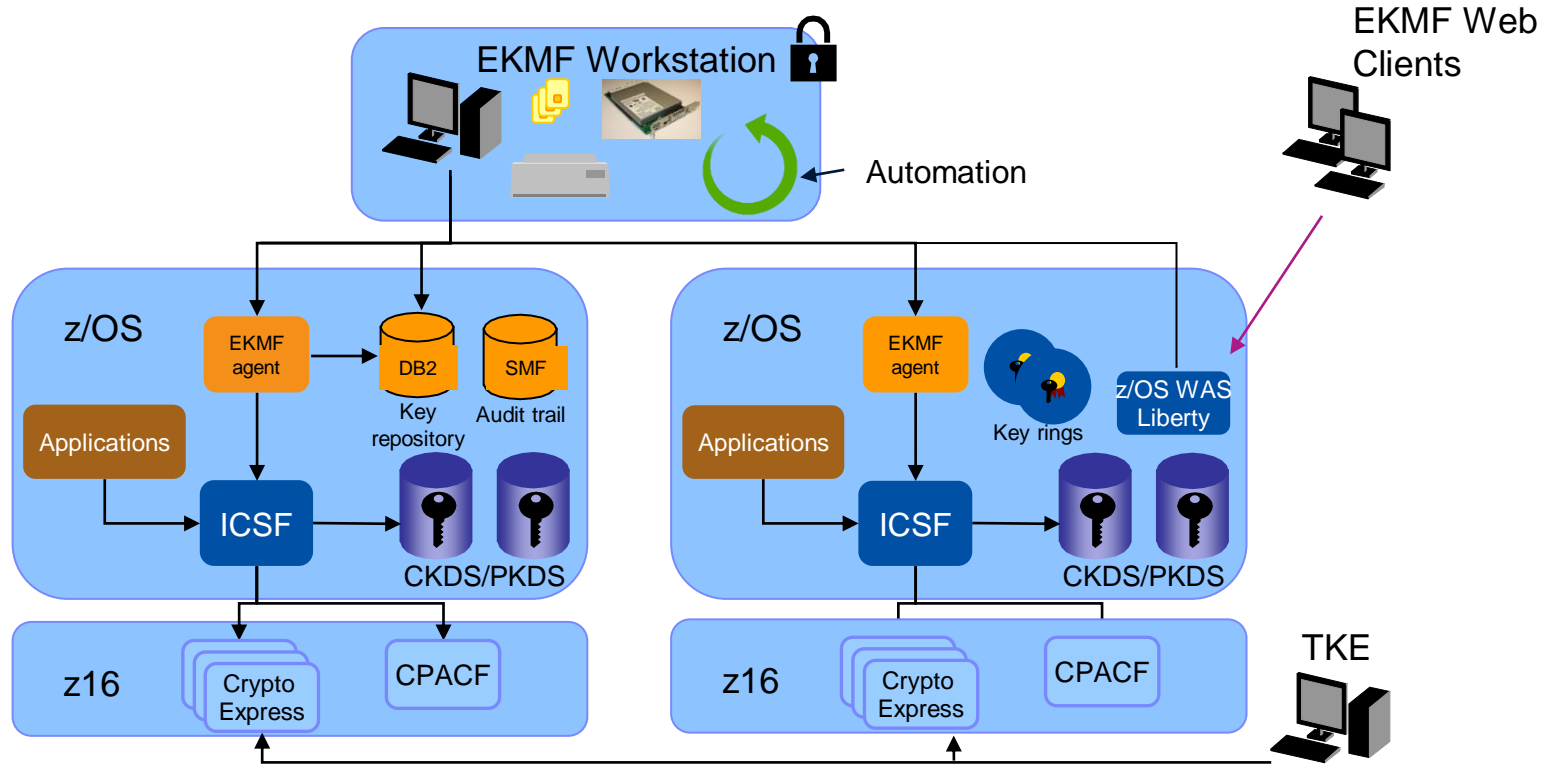 EKMF Workstation
EKMF Web
Clients
Automation
z/OS
EKMF
agent
DB2
SMF
Key
repository
Audit trail
Applications
ICSF
CKDS/PKDS
z16
Crypto
Express
CPACF
z/OS
EKMF
agent
Key rings
z/OS WAS
Liberty
Applications
ICSF
CKDS/PKDS
z16
Crypto
Express
CPACF
TKE